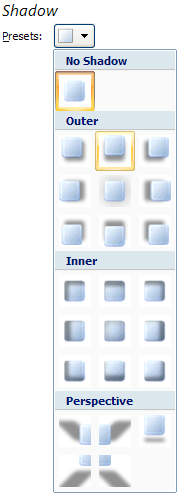 Shadow
Presets:
No Shadow
Outer
Inner
Perspective